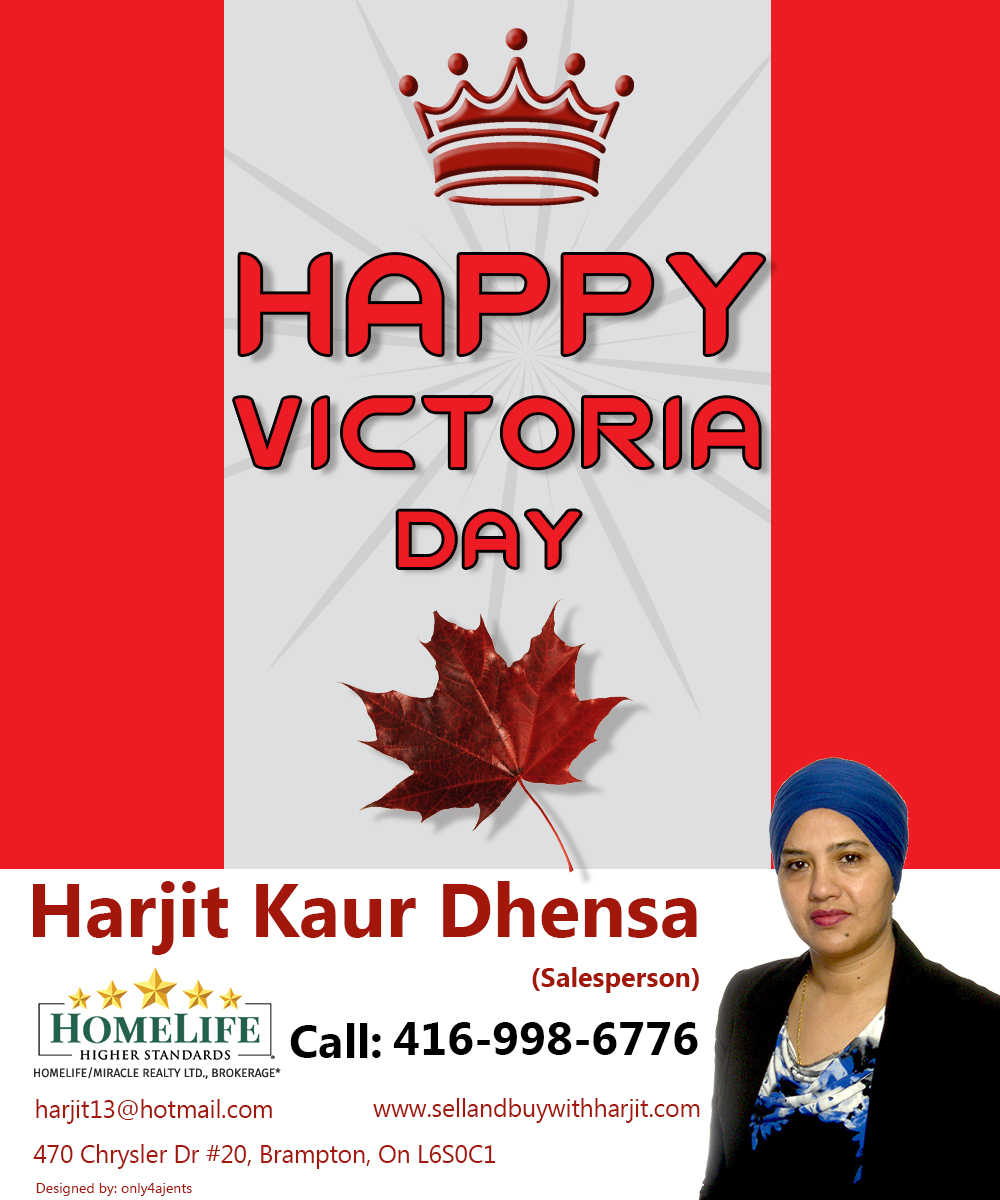 HAPPY
VICTORIA
DAY
Harjit Kaur Dhensa
(Salesperson)
HOMELIFE
HIGHER STANDARDS
HOMELIFE/MIRACLE REALTY LTD., BROKERAGE*
Call: 416-998-6776
harjit13@hotmail.com
www.sellandbuywithharjit.com
470 Chrysler Dr #20, Brampton, On L6S0C1
Designed by: only4ajents